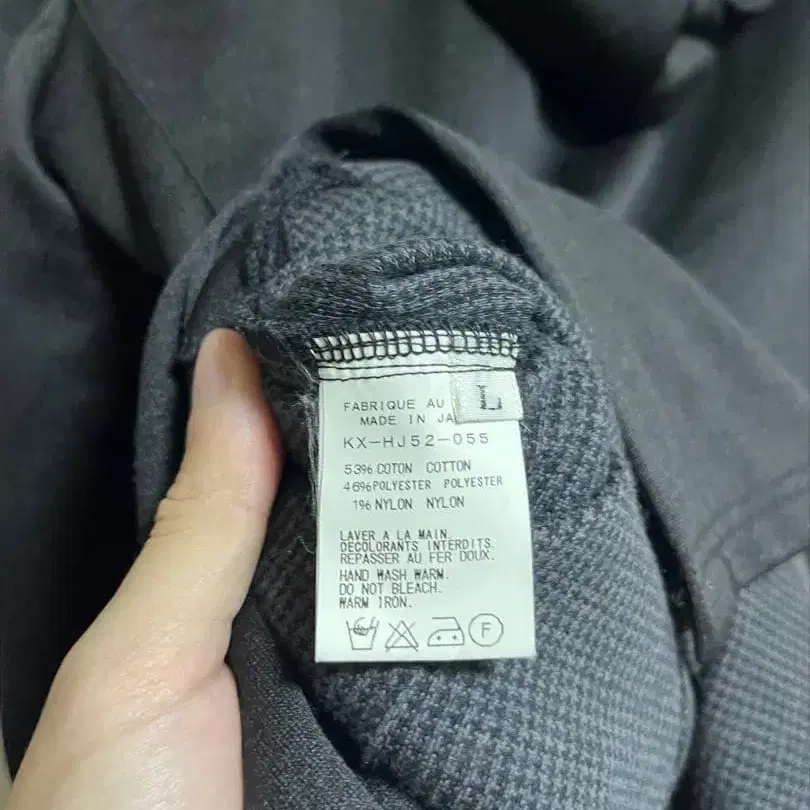 FABRIQUE AU
MADE IN JA
L
KX-HJ52-055
53% COTON COTTON
46% POLYESTER POLYESTER
1% NYLON NYLON
LAVER A LA MAIN.
DECOLORANTS INTERDITS.
REPASSER AU FER DOUX.
HAND WASH WARM.
DO NOT BLEACH.
WARM IRON.
F